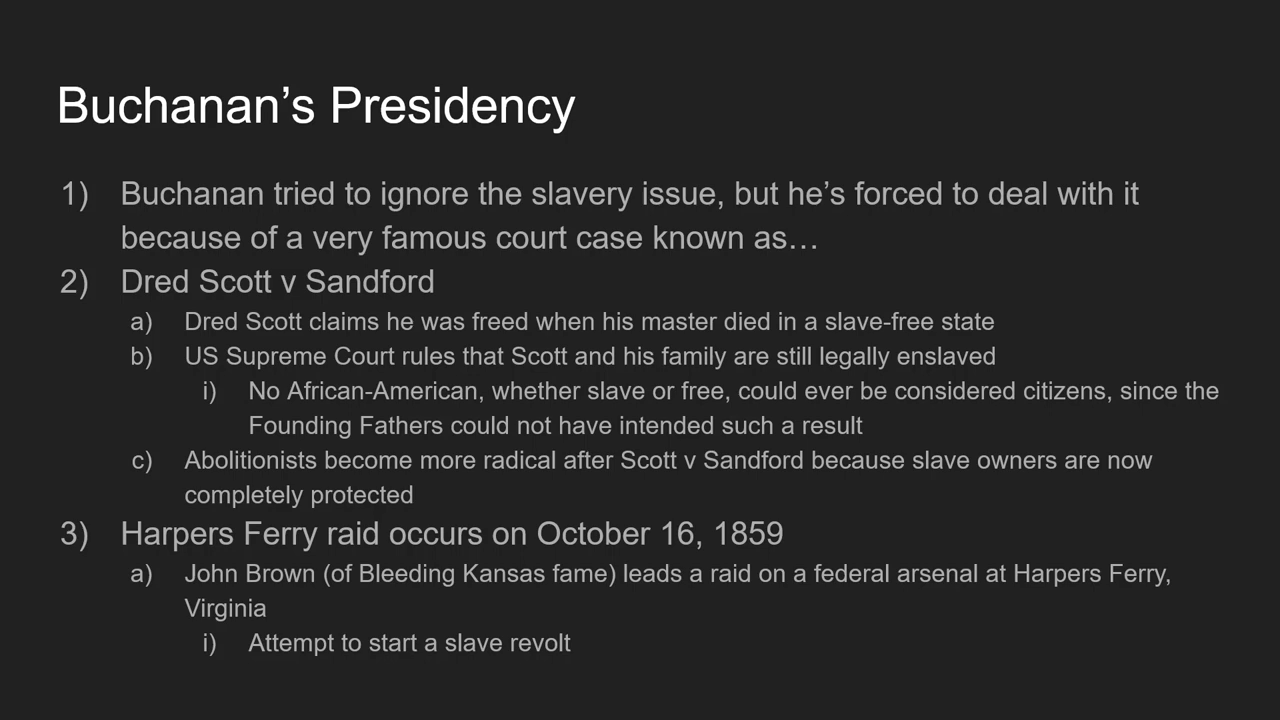 Buchanan’s Presidency
1) Buchanan tried to ignore the slavery issue, but he’s forced to deal with it
because of a very famous court case known as…
2) Dred Scott v Sandford
a) Dred Scott claims he was freed when his master died in a slave-free state
b) US Supreme Court rules that Scott and his family are still legally enslaved
i) No African-American, whether slave or free, could ever be considered citizens, since the
Founding Fathers could not have intended such a result
c) Abolitionists become more radical after Scott v Sandford because slave owners are now
completely protected
3) Harpers Ferry raid occurs on October 16, 1859
a) John Brown (of Bleeding Kansas fame) leads a raid on a federal arsenal at Harpers Ferry,
Virginia
i) Attempt to start a slave revolt